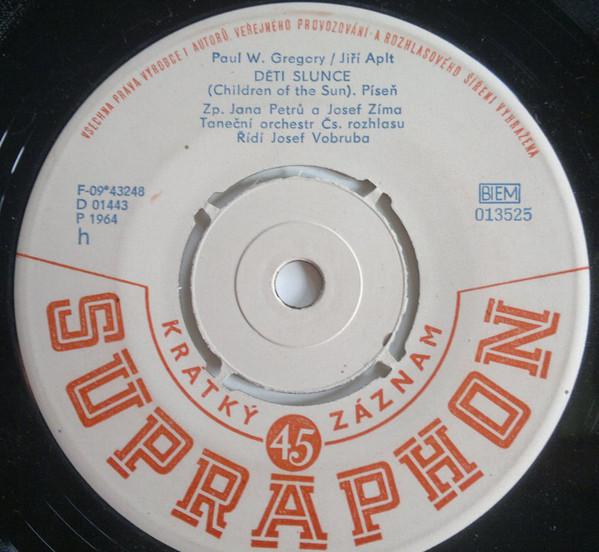 VŠECHNA PRÁVA VÝROBCE I AUTORŮ VEŘEJNÉHO PROVOZOVÁNÍ A ROZHLASOVÉHO ŠÍŘENÍ VYHRAZENA
Paul W. Gregory / Jiří Aplt
DĚTI SLUNCE
(Children of the Sun). Píseň
Zp. Jana Petrů a Josef Zíma
Taneční orchestr Čs. rozhlasu
Řídí Josef Vobruba
F-09*43248
D 01443
P 1964
h
BIEM
013525
KRATKÝ 45 ZÁZNAM
SUPRAPHON